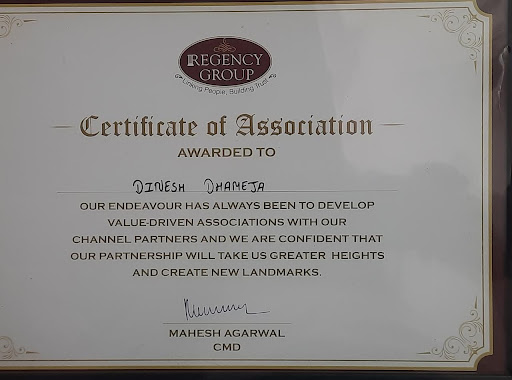 REGENCY
GROUP
Linking People, Building Trust
Certificate of Association
AWARDED TO
DINESH DHAMEJA
OUR ENDEAVOUR HAS ALWAYS BEEN TO DEVELOP
VALUE-DRIVEN ASSOCIATIONS WITH OUR
CHANNEL PARTNERS AND WE ARE CONFIDENT THAT
OUR PARTNERSHIP WILL TAKE US GREATER HEIGHTS
AND CREATE NEW LANDMARKS.
MAHESH AGARWAL
CMD